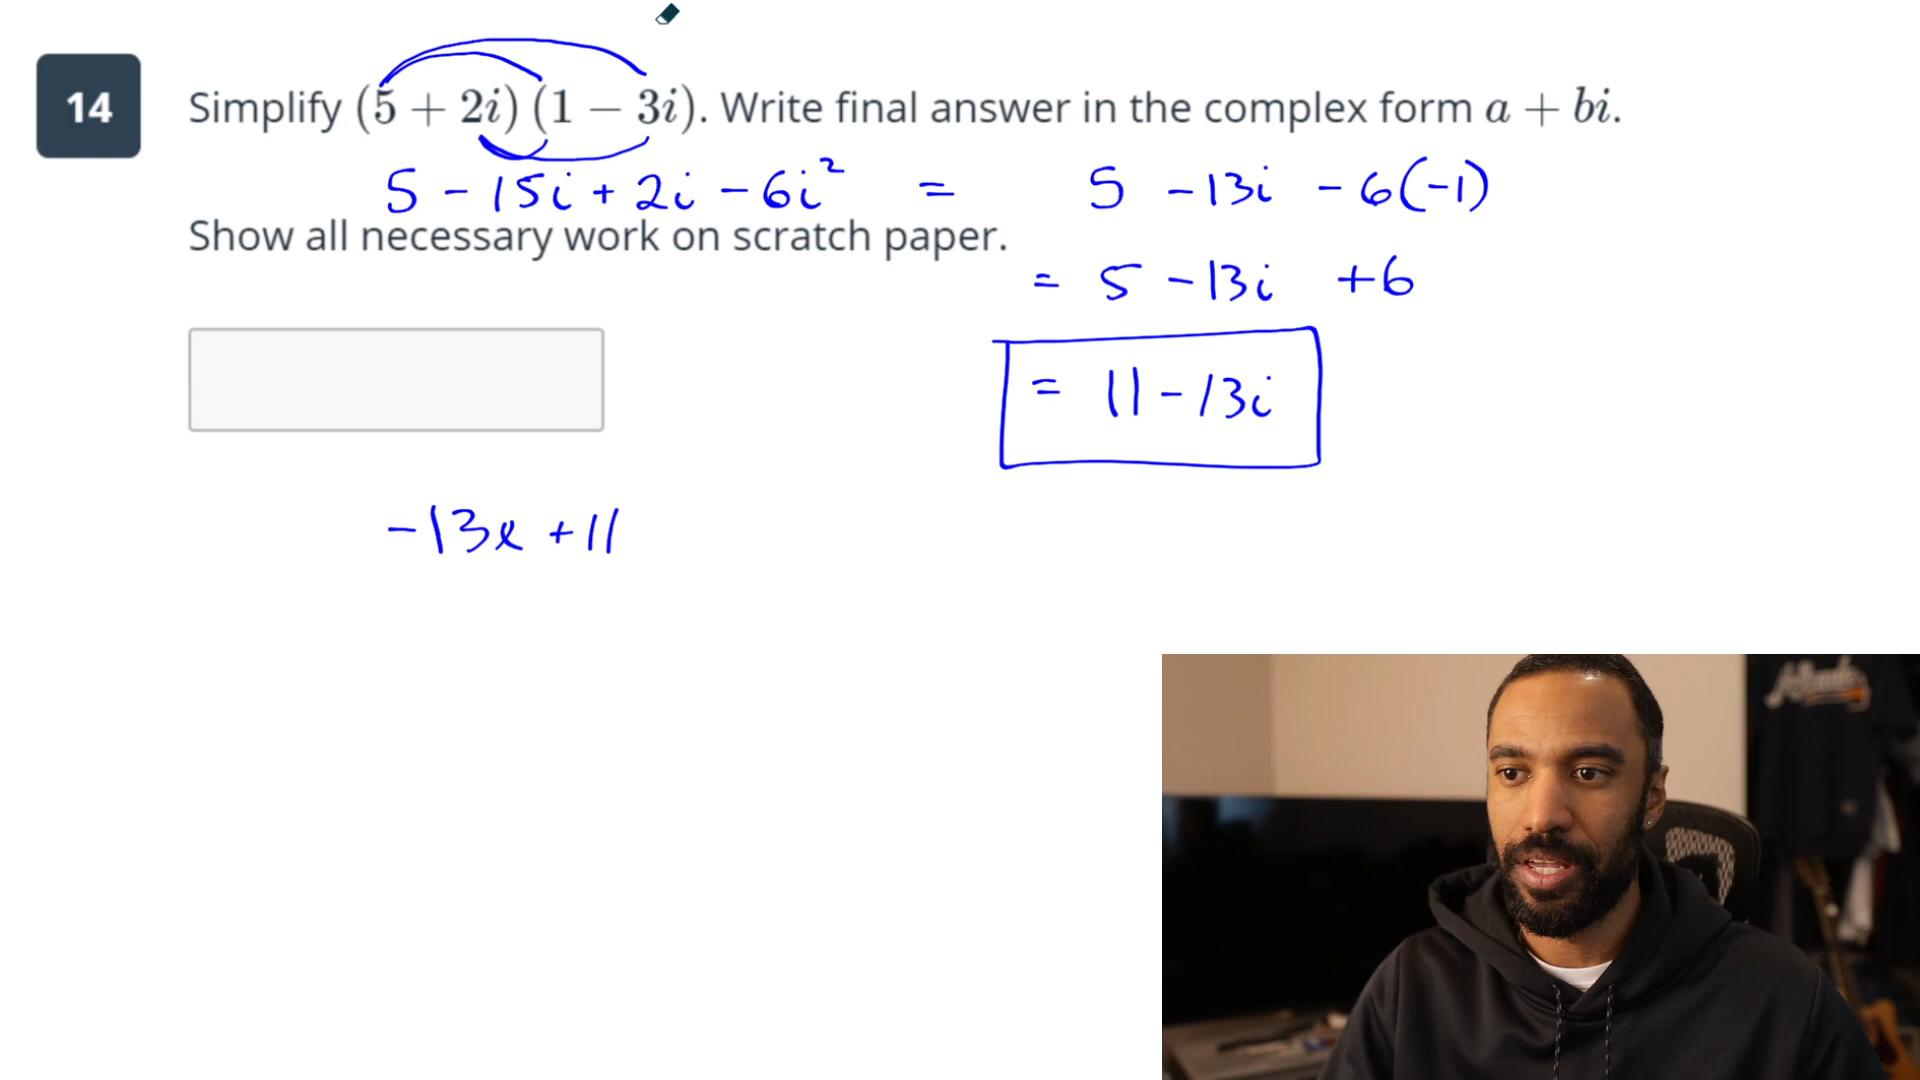 14
Simplify (5 + 2i) (1 − 3i). Write final answer in the complex form a + bi.
5 − 15i + 2i − 6i² = 5 − 13i − 6(−1)
Show all necessary work on scratch paper.
= 5 − 13i + 6
= 11 − 13i
−13x + 11